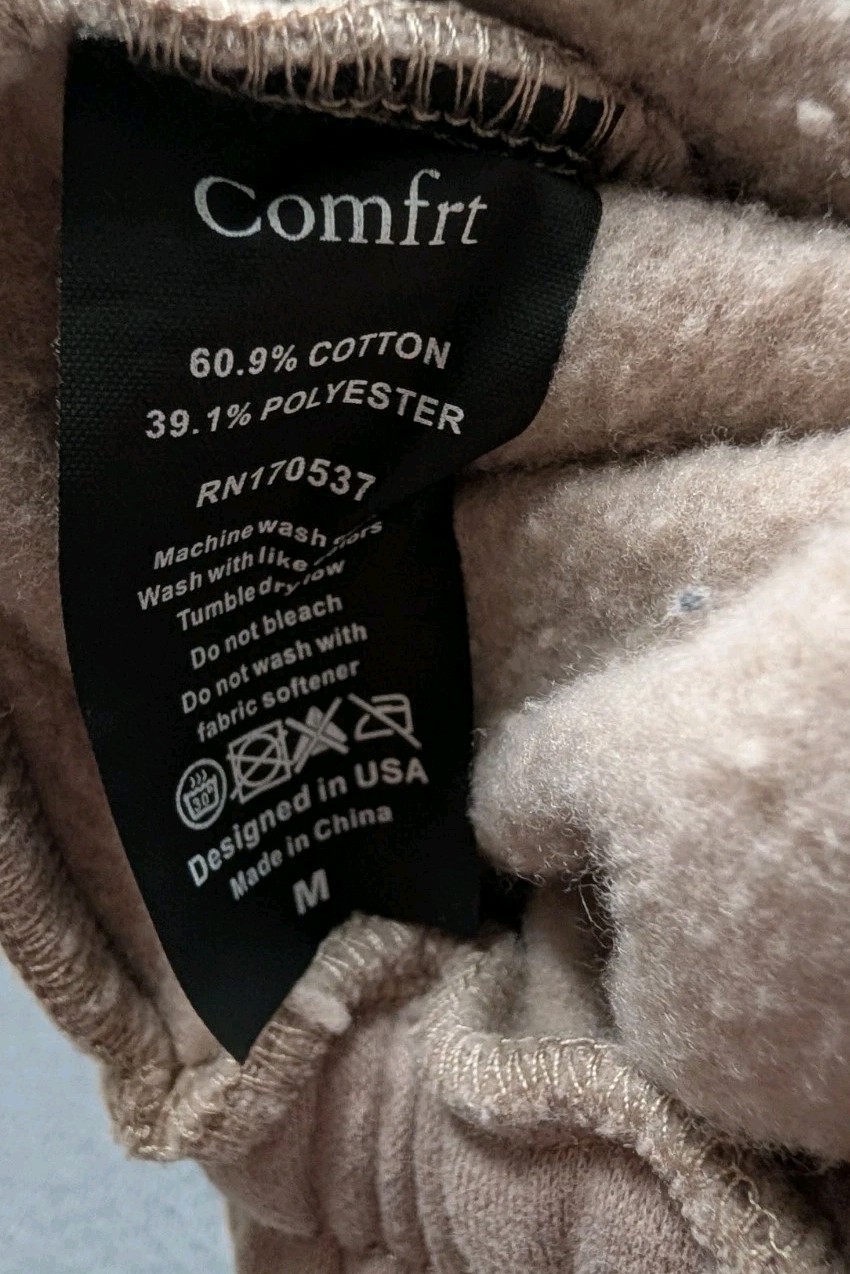 Comfrt
60.9% COTTON
39.1% POLYESTER
RN170537
Machine wash
Wash with like colors
Tumble dry low
Do not bleach
Do not wash with
fabric softener
30°
Designed in USA
Made in China
M